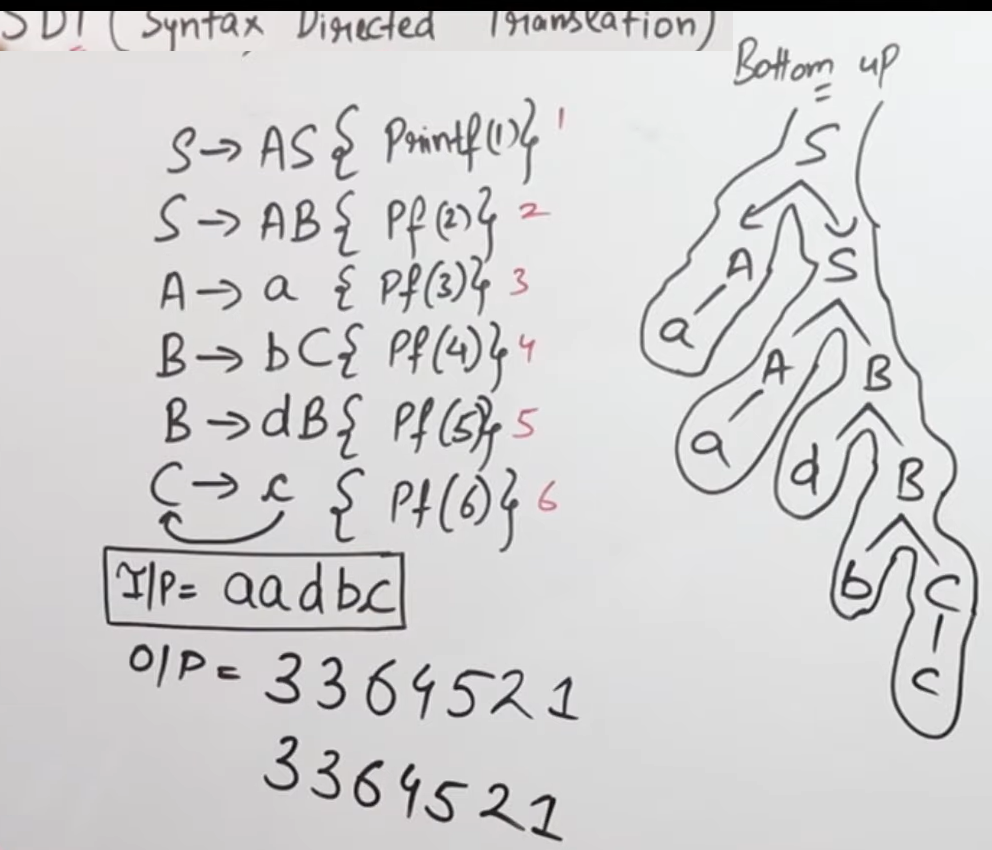 SDT (Syntax Directed Translation)
Bottom up
S → AS { Printf(1)} 1
S → AB { Pf(2)} 2
A → a { Pf(3)} 3
B → bC { Pf(4)} 4
B → dB { Pf(5)} 5
C → c { Pf(6)} 6
I/P = aadbc
O/P = 3364521
3364521
S
A S
a A B
a d B
b C
c